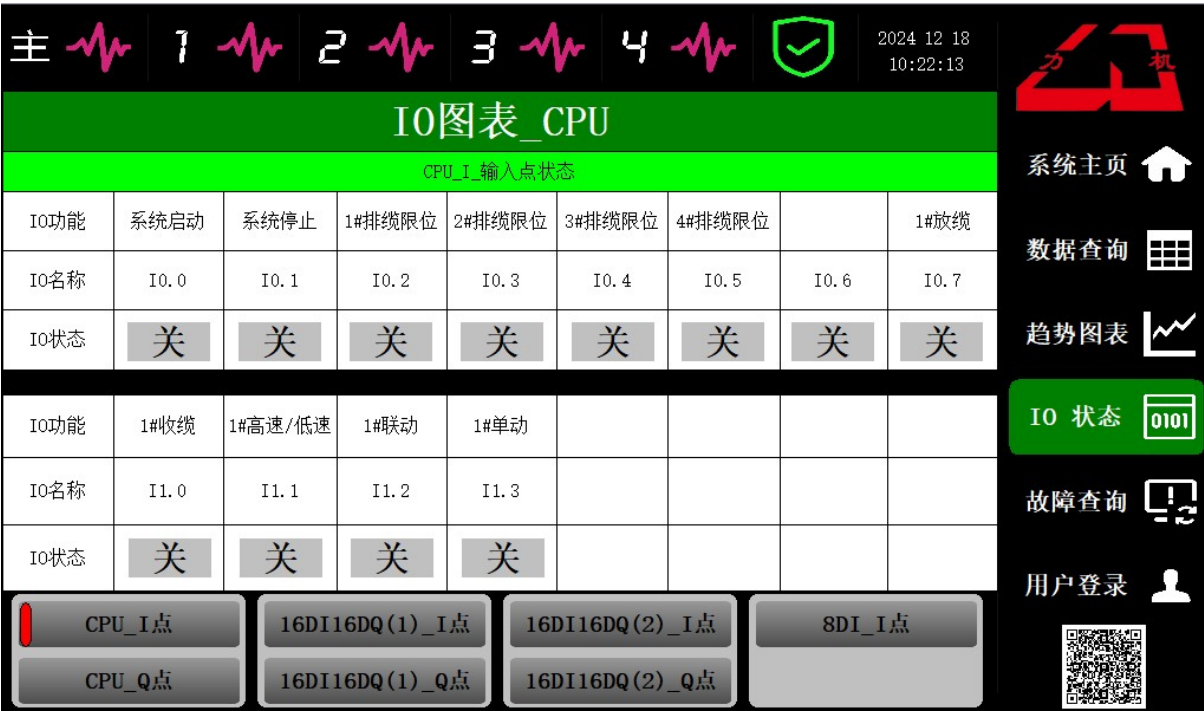 主 1 2 3 4
2024 12 18
10:22:13
力 机
IO图表_CPU
CPU_I_输入点状态
IO功能 系统启动 系统停止 1#排缆限位 2#排缆限位 3#排缆限位 4#排缆限位 1#放缆
IO名称 I0.0 I0.1 I0.2 I0.3 I0.4 I0.5 I0.6 I0.7
IO状态 关 关 关 关 关 关 关 关
IO功能 1#收缆 1#高速/低速 1#联动 1#单动
IO名称 I1.0 I1.1 I1.2 I1.3
IO状态 关 关 关 关
CPU_I点 16DI16DQ(1)_I点 16DI16DQ(2)_I点 8DI_I点
CPU_Q点 16DI16DQ(1)_Q点 16DI16DQ(2)_Q点
系统主页
数据查询
趋势图表
IO 状态 0101
故障查询
用户登录